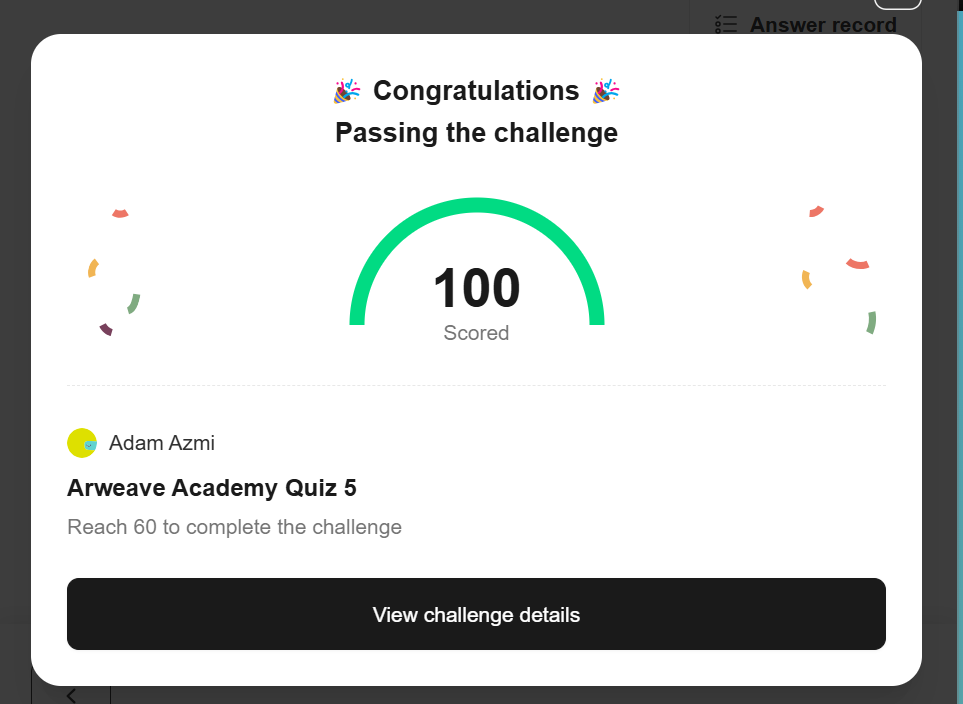 Answer record
🎉 Congratulations 🎉
Passing the challenge
100
Scored
Adam Azmi
Arweave Academy Quiz 5
Reach 60 to complete the challenge
View challenge details